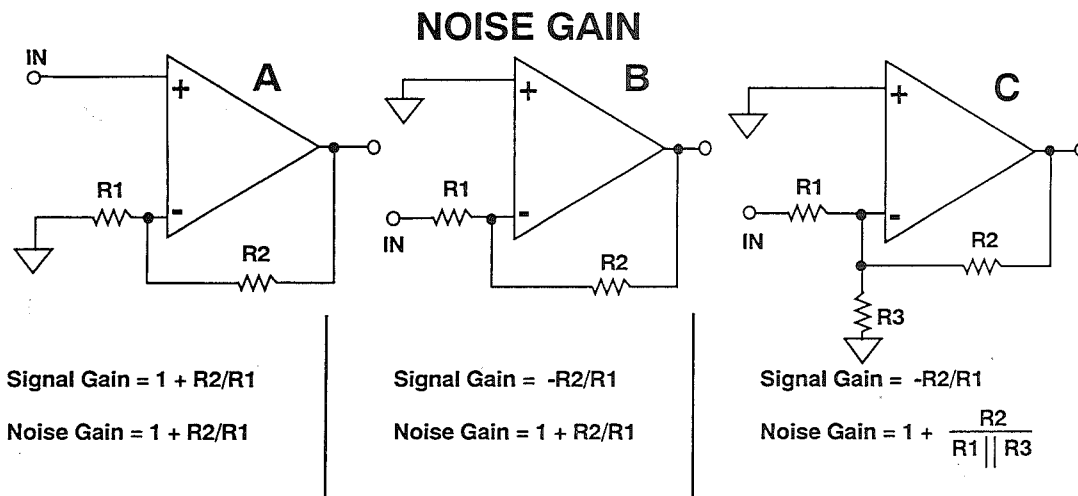 NOISE GAIN
IN
A
+
-
R1
R2
B
+
-
R1
IN
R2
C
+
-
R1
IN
R2
R3
Signal Gain = 1 + R2/R1
Noise Gain = 1 + R2/R1
Signal Gain = -R2/R1
Noise Gain = 1 + R2/R1
Signal Gain = -R2/R1
Noise Gain = 1 + R2
R1 || R3